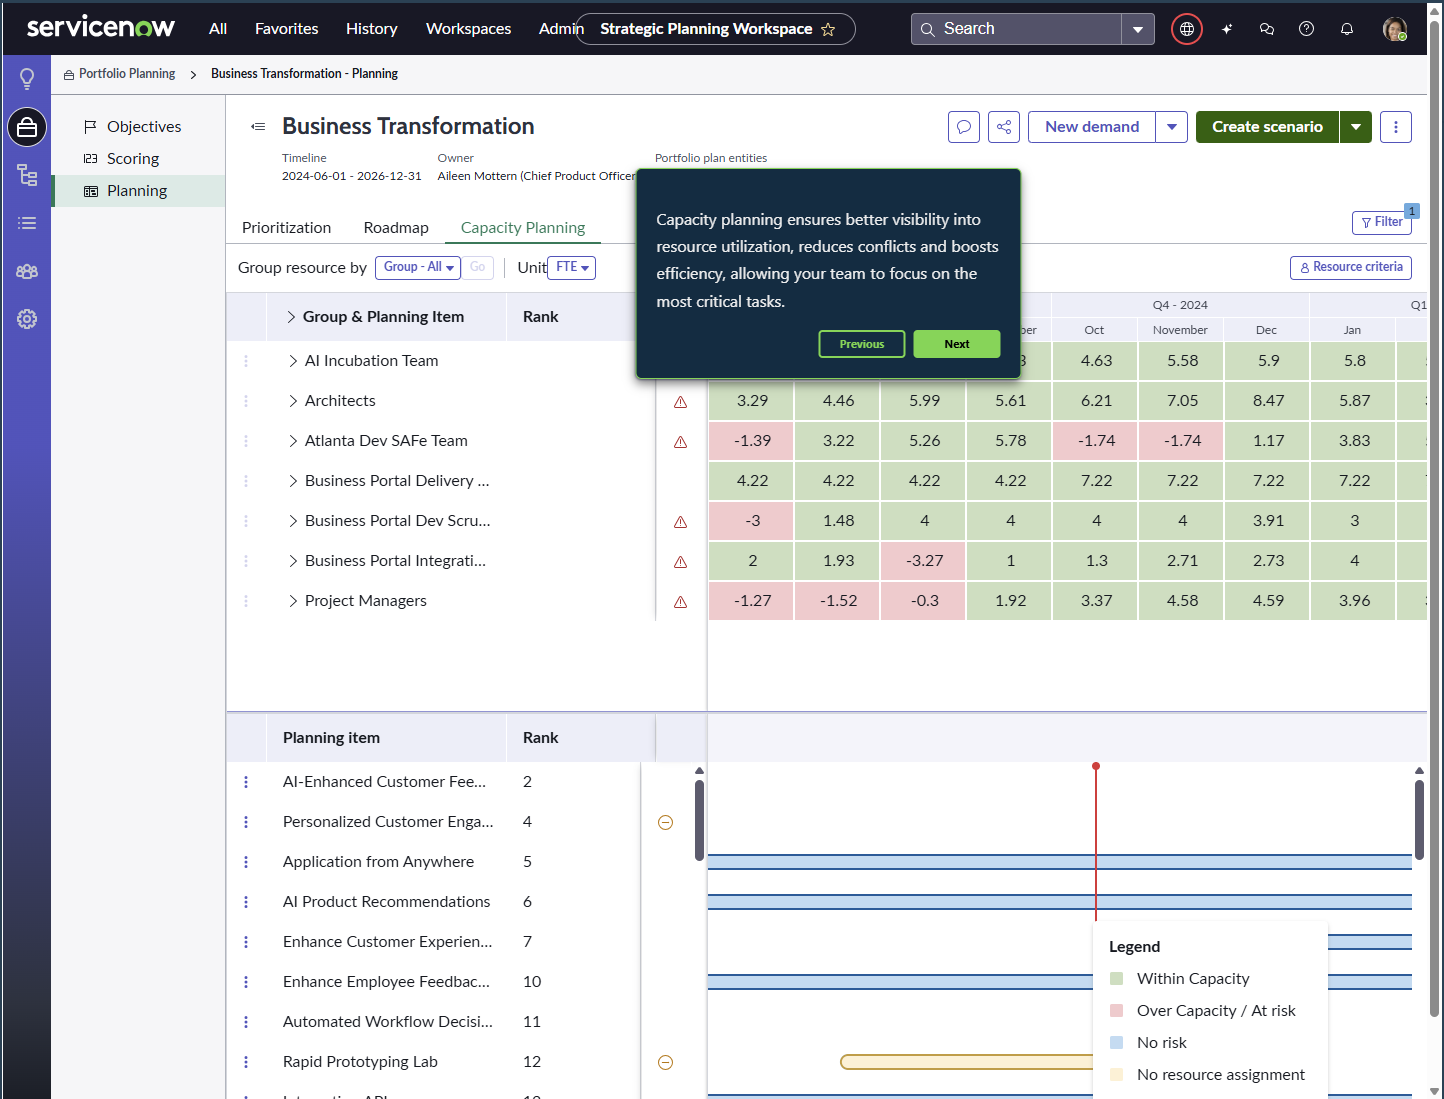 servicenow
All
Favorites
History
Workspaces
Admin
Strategic Planning Workspace
Search
Portfolio Planning
Business Transformation - Planning
Objectives
Scoring
Planning
Business Transformation
New demand
Create scenario
Timeline
Owner
Portfolio plan entities
2024-06-01 - 2026-12-31
Aileen Mottern (Chief Product Officer
Capacity planning ensures better visibility into
resource utilization, reduces conflicts and boosts
efficiency, allowing your team to focus on the
most critical tasks.
Previous
Next
Prioritization
Roadmap
Capacity Planning
Filter
1
Group resource by
Group - All
Go
Unit
FTE
Resource criteria
Group & Planning Item
Rank
Q4 - 2024
Q1
Oct
November
Dec
Jan
AI Incubation Team
4.63 5.58 5.9 5.8
Architects
3.29 4.46 5.99 5.61 6.21 7.05 8.47 5.87
Atlanta Dev SAFe Team
-1.39 3.22 5.26 5.78 -1.74 -1.74 1.17 3.83
Business Portal Delivery ...
4.22 4.22 4.22 4.22 7.22 7.22 7.22 7.22
Business Portal Dev Scru...
-3 1.48 4 4 4 4 3.91 3
Business Portal Integrati...
2 1.93 -3.27 1 1.3 2.71 2.73 4
Project Managers
-1.27 -1.52 -0.3 1.92 3.37 4.58 4.59 3.96
Planning item
Rank
AI-Enhanced Customer Fee... 2
Personalized Customer Enga... 4
Application from Anywhere 5
AI Product Recommendations 6
Enhance Customer Experien... 7
Enhance Employee Feedbac... 10
Automated Workflow Decisi... 11
Rapid Prototyping Lab 12
Legend
Within Capacity
Over Capacity / At risk
No risk
No resource assignment